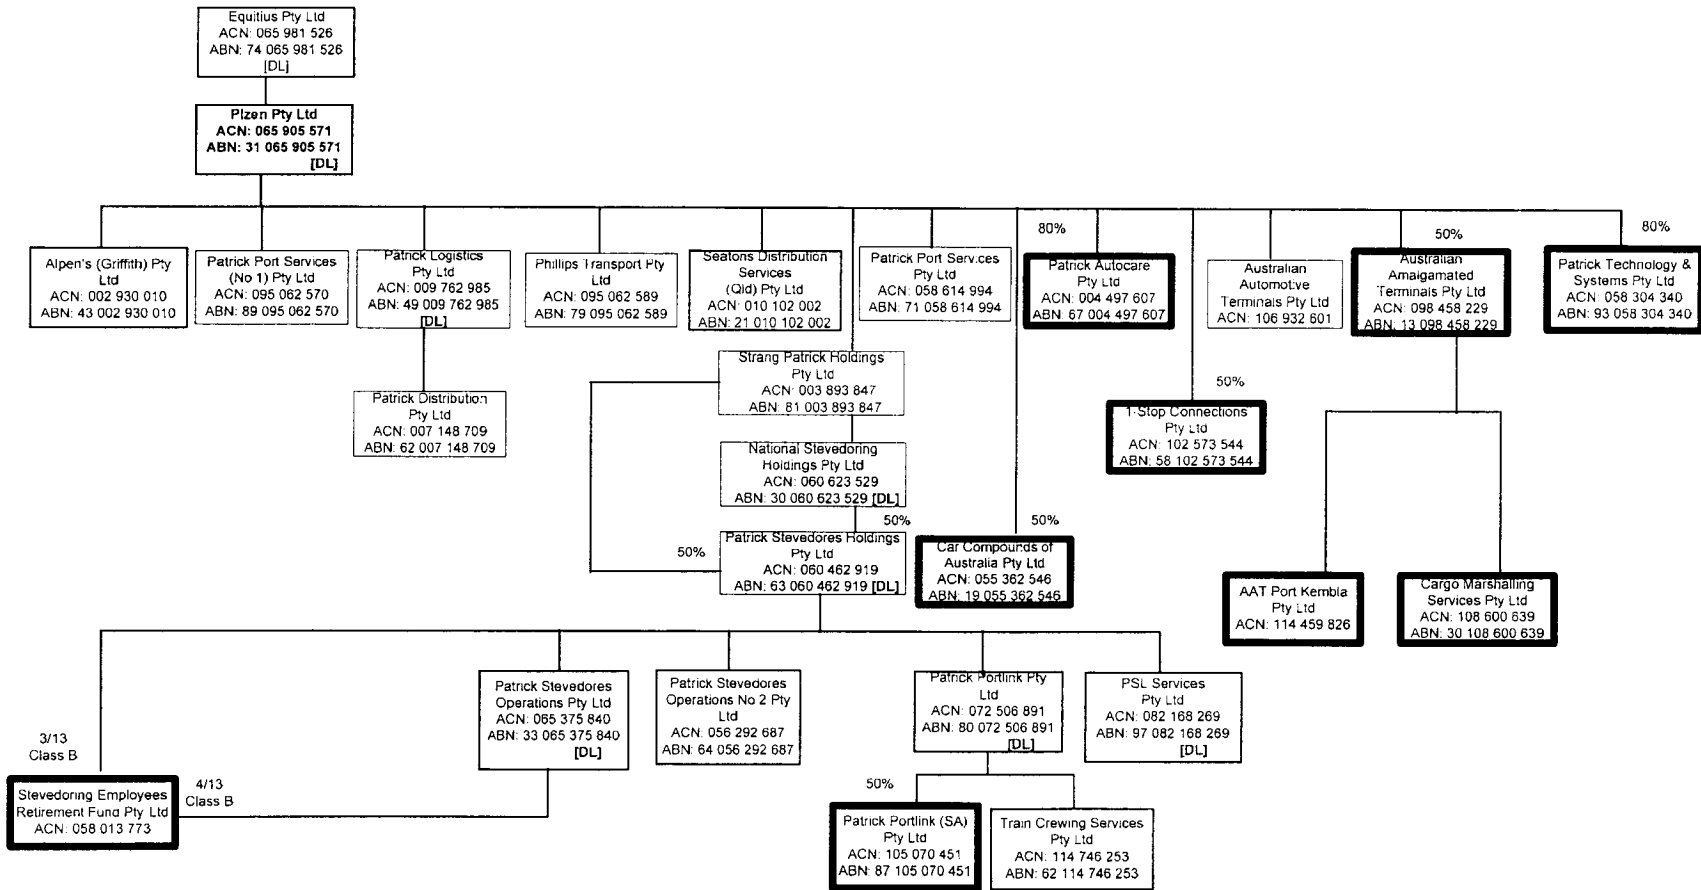 Equitius Pty Ltd
ACN: 065 981 526
ABN: 74 065 981 526
[DL]
Plzen Pty Ltd
ACN: 065 905 571
ABN: 31 065 905 571
[DL]
Alpen's (Griffith) Pty
Ltd
ACN: 002 930 010
ABN: 43 002 930 010
Patrick Port Services
(No 1) Pty Ltd
ACN: 095 062 570
ABN: 89 095 062 570
Patrick Logistics
Pty Ltd
ACN: 009 762 985
ABN: 49 009 762 985
[DL]
Phillips Transport Pty
Ltd
ACN: 095 062 589
ABN: 79 095 062 589
Seatons Distribution
Services
(Qld) Pty Ltd
ACN: 010 102 002
ABN: 21 010 102 002
Patrick Port Services
Pty Ltd
ACN: 058 614 994
ABN: 71 058 614 994
80%
Patrick Autocare
Pty Ltd
ACN: 004 497 607
ABN: 67 004 497 607
Australian
Automotive
Terminals Pty Ltd
ACN: 106 932 601
50%
Australian
Amalgamated
Terminals Pty Ltd
ACN: 098 458 229
ABN: 13 098 458 229
80%
Patrick Technology &
Systems Pty Ltd
ACN: 058 304 340
ABN: 93 058 304 340
Patrick Distribution
Pty Ltd
ACN: 007 148 709
ABN: 62 007 148 709
Strang Patrick Holdings
Pty Ltd
ACN: 003 893 847
ABN: 81 003 893 847
50%
1-Stop Connections
Pty Ltd
ACN: 102 573 544
ABN: 58 102 573 544
National Stevedoring
Holdings Pty Ltd
ACN: 060 623 529
ABN: 30 060 623 529 [DL]
50%
50%
Patrick Stevedores Holdings
Pty Ltd
ACN: 060 462 919
ABN: 63 060 462 919 [DL]
50%
Car Compounds of
Australia Pty Ltd
ACN: 055 362 546
ABN: 19 055 362 546
AAT Port Kembla
Pty Ltd
ACN: 114 459 826
Cargo Marshalling
Services Pty Ltd
ACN: 108 600 639
ABN: 30 108 600 639
Patrick Stevedores
Operations Pty Ltd
ACN: 065 375 840
ABN: 33 065 375 840
[DL]
Patrick Stevedores
Operations No 2 Pty
Ltd
ACN: 056 292 687
ABN: 64 056 292 687
Patrick Portlink Pty
Ltd
ACN: 072 506 891
ABN: 80 072 506 891
[DL]
PSL Services
Pty Ltd
ACN: 082 168 269
ABN: 97 082 168 269
[DL]
3/13
Class B
Stevedoring Employees
Retirement Fund Pty Ltd
ACN: 058 013 773
4/13
Class B
50%
Patrick Portlink (SA)
Pty Ltd
ACN: 105 070 451
ABN: 87 105 070 451
Train Crewing Services
Pty Ltd
ACN: 114 746 253
ABN: 62 114 746 253